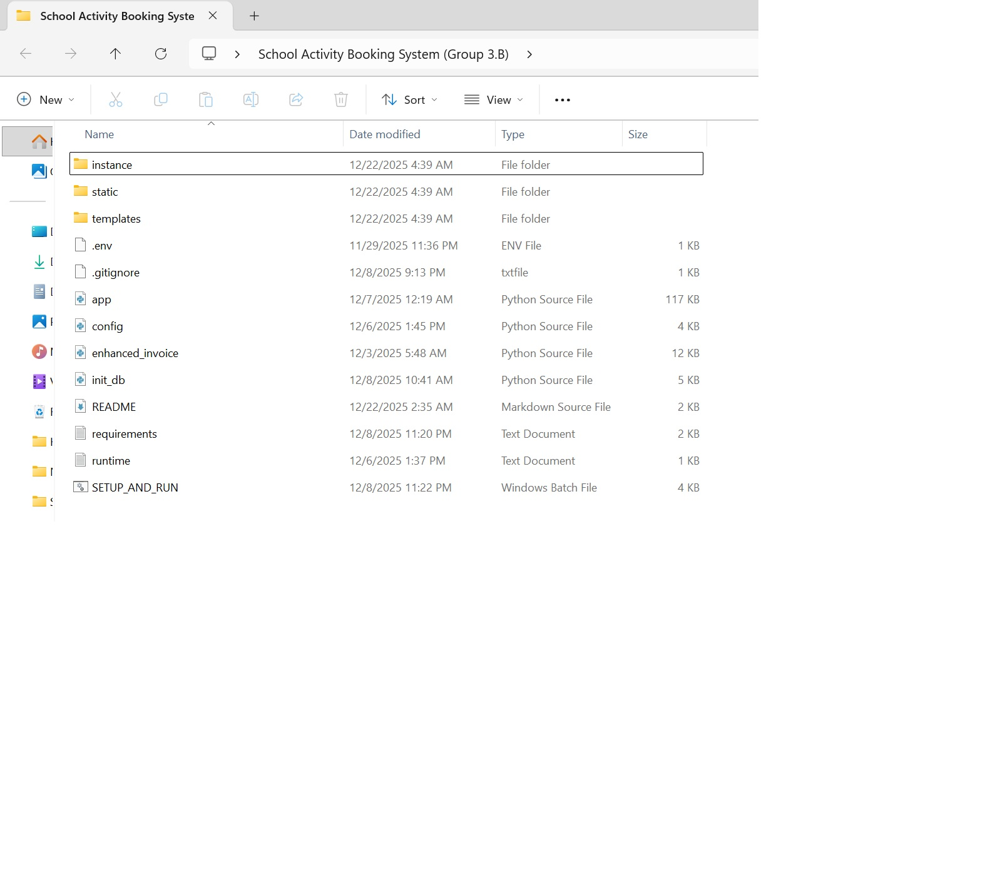 School Activity Booking Syste
School Activity Booking System (Group 3.B)
New
Sort
View
Name Date modified Type Size
instance 12/22/2025 4:39 AM File folder
static 12/22/2025 4:39 AM File folder
templates 12/22/2025 4:39 AM File folder
.env 11/29/2025 11:36 PM ENV File 1 KB
.gitignore 12/8/2025 9:13 PM txtfile 1 KB
app 12/7/2025 12:19 AM Python Source File 117 KB
config 12/6/2025 1:45 PM Python Source File 4 KB
enhanced_invoice 12/3/2025 5:48 AM Python Source File 12 KB
init_db 12/8/2025 10:41 AM Python Source File 5 KB
README 12/22/2025 2:35 AM Markdown Source File 2 KB
requirements 12/8/2025 11:20 PM Text Document 2 KB
runtime 12/6/2025 1:37 PM Text Document 1 KB
SETUP_AND_RUN 12/8/2025 11:22 PM Windows Batch File 4 KB